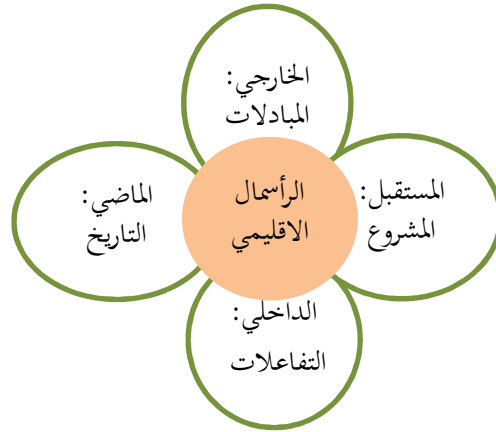 الخارجي:
المبادلات
المستقبل:
المشروع
الرأسمال
الاقليمي
الماضي:
التاريخ
الداخلي:
التفاعلات